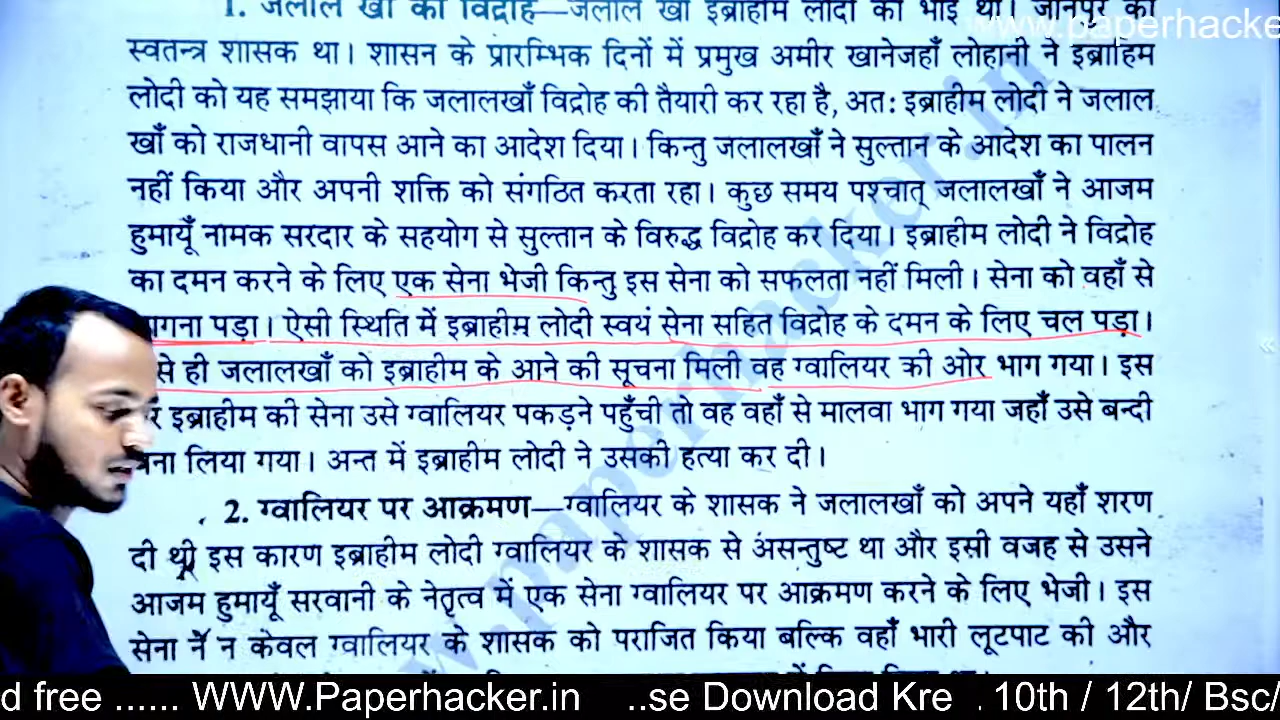 1. जलाल खाँ का विद्रोह—जलाल खाँ इब्राहीम लोदी का भाई था। जौनपुर का
www.paperhacker.in
स्वतन्त्र शासक था। शासन के प्रारम्भिक दिनों में प्रमुख अमीर खानेजहाँ लोहानी ने इब्राहिम
लोदी को यह समझाया कि जलालखाँ विद्रोह की तैयारी कर रहा है, अत: इब्राहीम लोदी ने जलाल
खाँ को राजधानी वापस आने का आदेश दिया। किन्तु जलालखाँ ने सुल्तान के आदेश का पालन
नहीं किया और अपनी शक्ति को संगठित करता रहा। कुछ समय पश्चात् जलालखाँ ने आजम
हुमायूँ नामक सरदार के सहयोग से सुल्तान के विरुद्ध विद्रोह कर दिया। इब्राहीम लोदी ने विद्रोह
का दमन करने के लिए एक सेना भेजी किन्तु इस सेना को सफलता नहीं मिली। सेना को वहाँ से
गना पड़ा। ऐसी स्थिति में इब्राहीम लोदी स्वयं सेना सहित विद्रोह के दमन के लिए चल पड़ा।
से ही जलालखाँ को इब्राहीम के आने की सूचना मिली वह ग्वालियर की ओर भाग गया। इस
र इब्राहीम की सेना उसे ग्वालियर पकड़ने पहुँची तो वह वहाँ से मालवा भाग गया जहाँ उसे बन्दी
ना लिया गया। अन्त में इब्राहीम लोदी ने उसकी हत्या कर दी।
2. ग्वालियर पर आक्रमण—ग्वालियर के शासक ने जलालखाँ को अपने यहाँ शरण
दी थी इस कारण इब्राहीम लोदी ग्वालियर के शासक से असन्तुष्ट था और इसी वजह से उसने
आजम हुमायूँ सरवानी के नेतृत्व में एक सेना ग्वालियर पर आक्रमण करने के लिए भेजी। इस
सेना ने न केवल ग्वालियर के शासक को पराजित किया बल्कि वहाँ भारी लूटपाट की और
d free ...... WWW.Paperhacker.in ..se Download Kre . 10th / 12th/ Bsc/